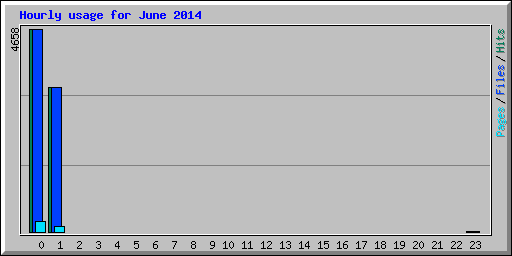 Hourly usage for June 2014
4658
Pages/Files/Hits
0 1 2 3 4 5 6 7 8 9 10 11 12 13 14 15 16 17 18 19 20 21 22 23